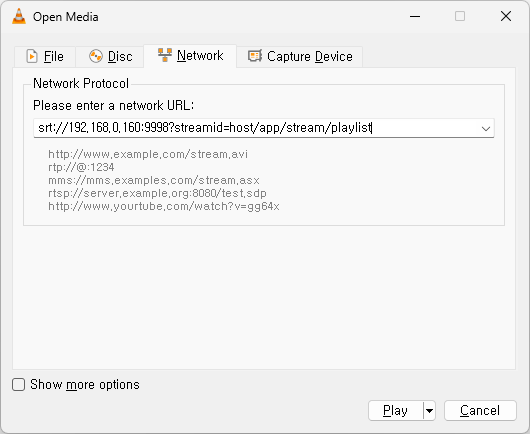 Open Media
File
Disc
Network
Capture Device
Network Protocol
Please enter a network URL:
srt://192,168,0,160:9998?streamid=host/app/stream/playlist
http://www,example,com/stream,avi
rtp://@:1234
mms://mms,examples,com/stream,asx
rtsp://server,example,org:8080/test,sdp
http://www,yourtube,com/watch?v=gg64x
Show more options
Play
Cancel